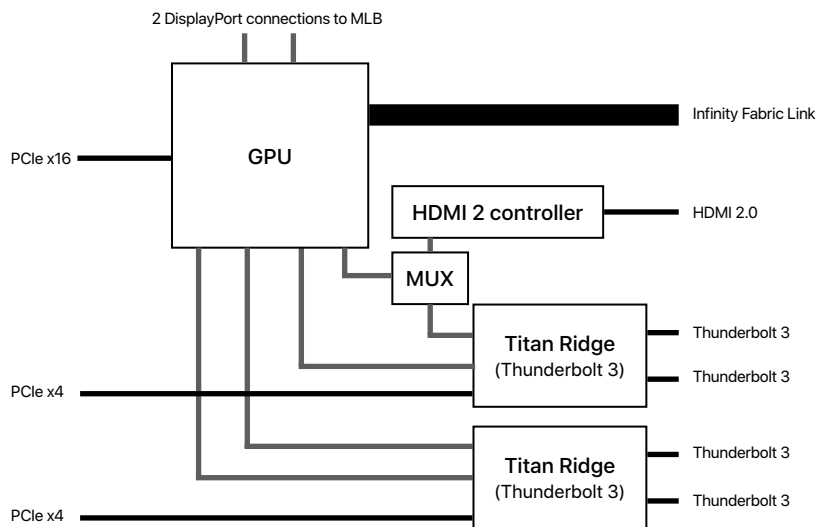 2 DisplayPort connections to MLB
Infinity Fabric Link
PCIe x16
GPU
HDMI 2 controller
HDMI 2.0
MUX
Titan Ridge
(Thunderbolt 3)
Thunderbolt 3
Thunderbolt 3
PCIe x4
Titan Ridge
(Thunderbolt 3)
Thunderbolt 3
Thunderbolt 3
PCIe x4